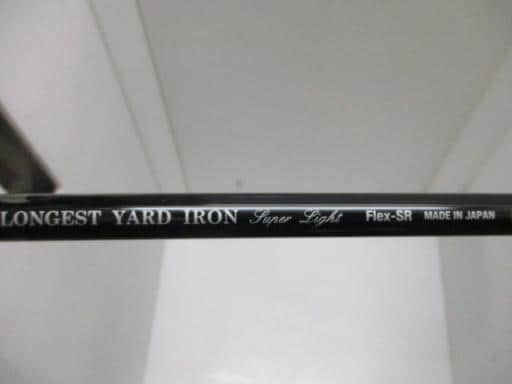 LONGEST YARD IRON Super Light Flex-SR MADE IN JAPAN